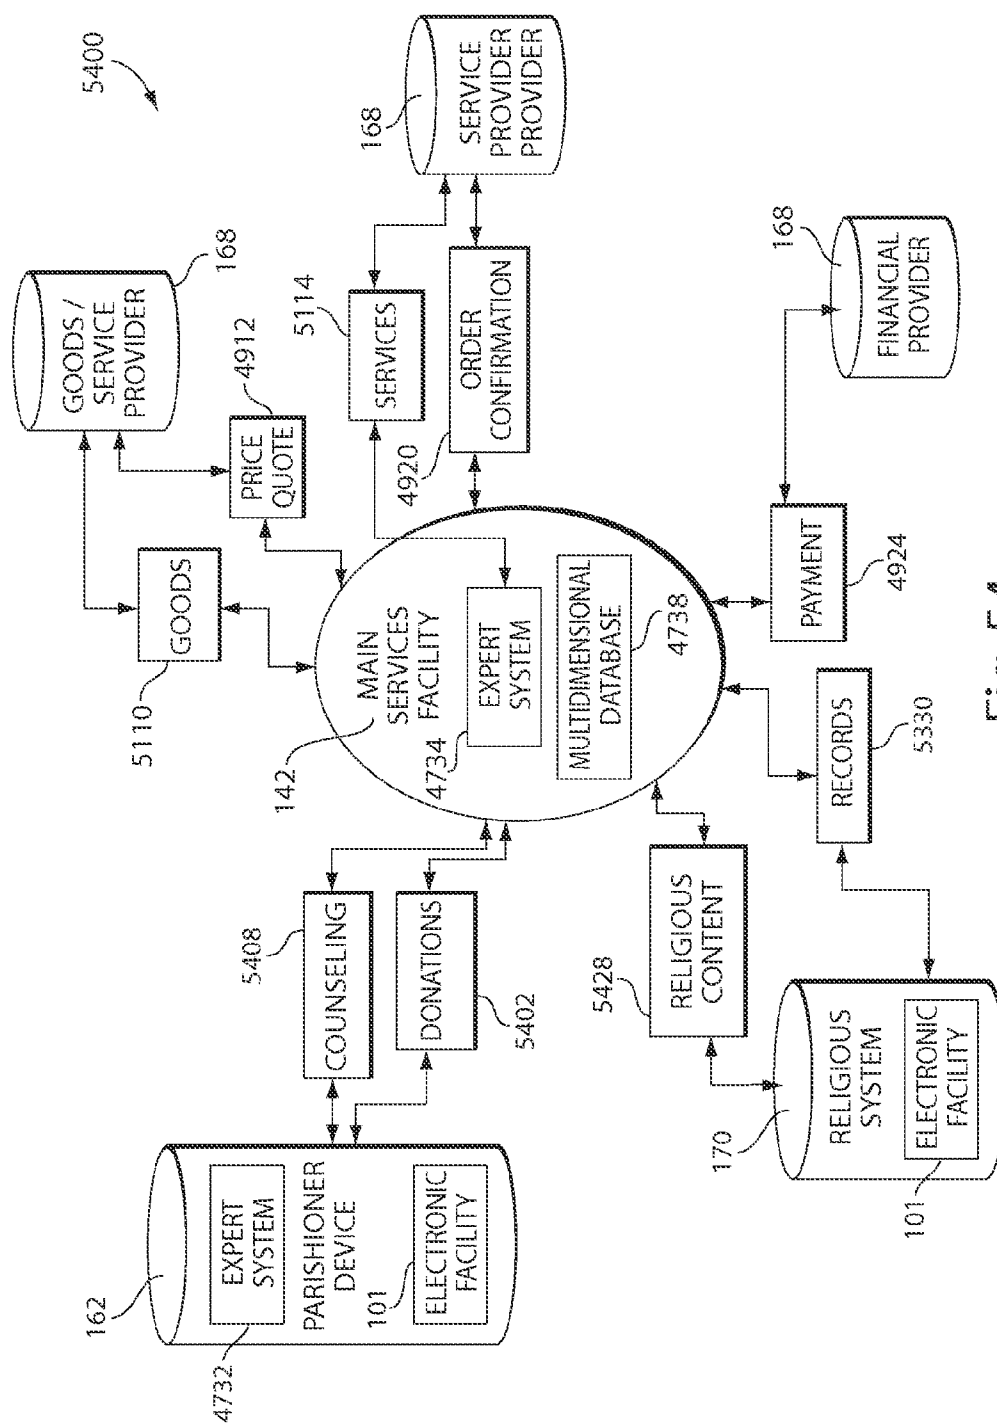 5400
162
EXPERT
SYSTEM
4732
PARISHIONER
DEVICE
101
ELECTRONIC
FACILITY
COUNSELING
5408
DONATIONS
5402
5110
GOODS
GOODS /
SERVICE
PROVIDER
168
PRICE
QUOTE
4912
SERVICES
5114
ORDER
CONFIRMATION
4920
168
SERVICE
PROVIDER
PROVIDER
142
MAIN
SERVICES
FACILITY
4734
EXPERT
SYSTEM
MULTIDIMENSIONAL
DATABASE
4738
5428
RELIGIOUS
CONTENT
170
RELIGIOUS
SYSTEM
101
ELECTRONIC
FACILITY
RECORDS
5330
PAYMENT
4924
168
FINANCIAL
PROVIDER